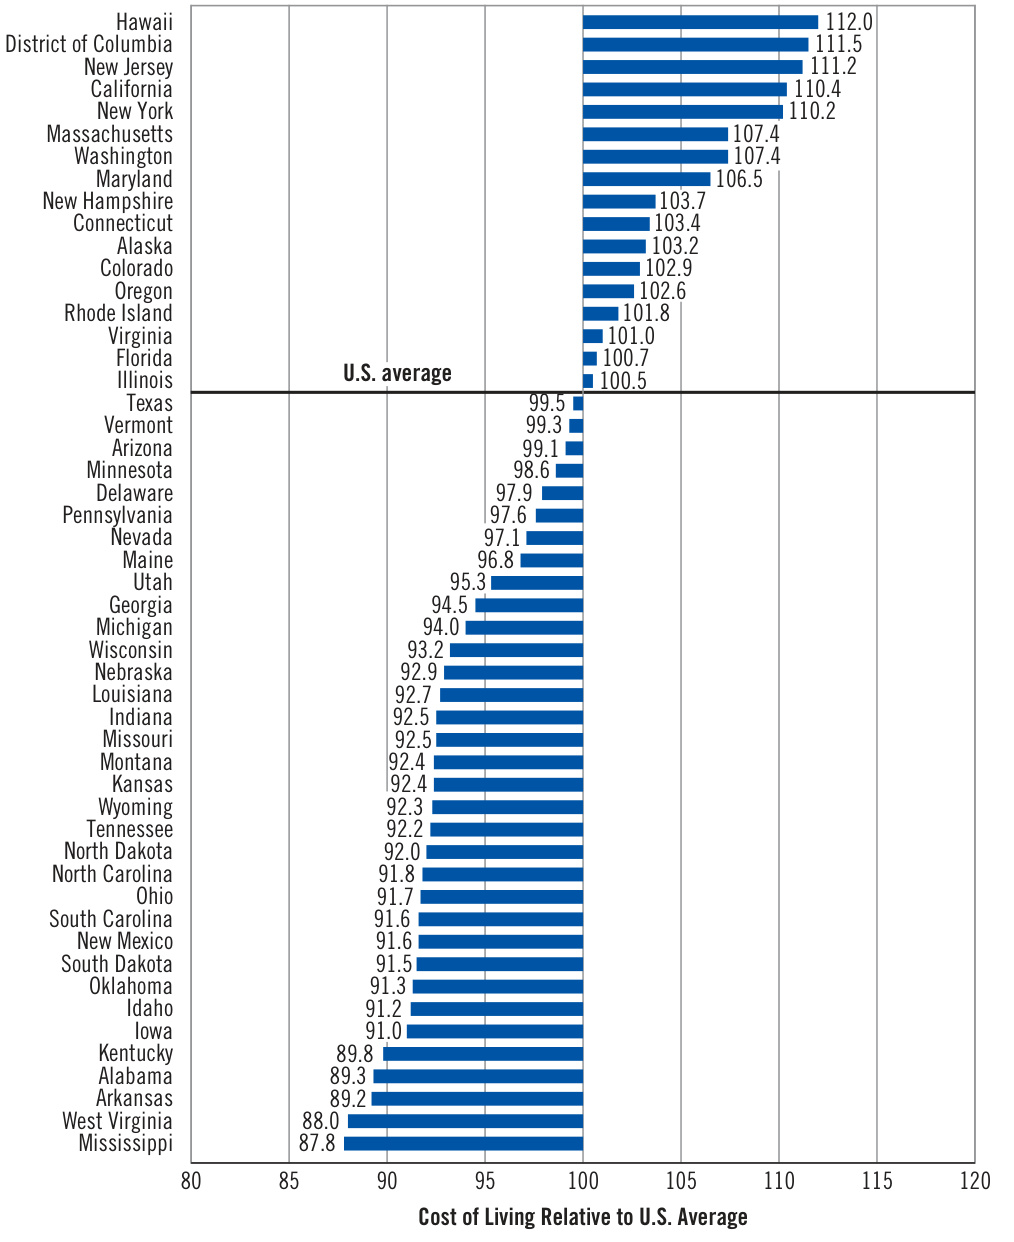 Hawaii 112.0
District of Columbia 111.5
New Jersey 111.2
California 110.4
New York 110.2
Massachusetts 107.4
Washington 107.4
Maryland 106.5
New Hampshire 103.7
Connecticut 103.4
Alaska 103.2
Colorado 102.9
Oregon 102.6
Rhode Island 101.8
Virginia 101.0
Florida 100.7
Illinois 100.5
U.S. average
Texas 99.5
Vermont 99.3
Arizona 99.1
Minnesota 98.6
Delaware 97.9
Pennsylvania 97.6
Nevada 97.1
Maine 96.8
Utah 95.3
Georgia 94.5
Michigan 94.0
Wisconsin 93.2
Nebraska 92.9
Louisiana 92.7
Indiana 92.5
Missouri 92.5
Montana 92.4
Kansas 92.4
Wyoming 92.3
Tennessee 92.2
North Dakota 92.0
North Carolina 91.8
Ohio 91.7
South Carolina 91.6
New Mexico 91.6
South Dakota 91.5
Oklahoma 91.3
Idaho 91.2
Iowa 91.0
Kentucky 89.8
Alabama 89.3
Arkansas 89.2
West Virginia 88.0
Mississippi 87.8
80 85 90 95 100 105 110 115 120
Cost of Living Relative to U.S. Average